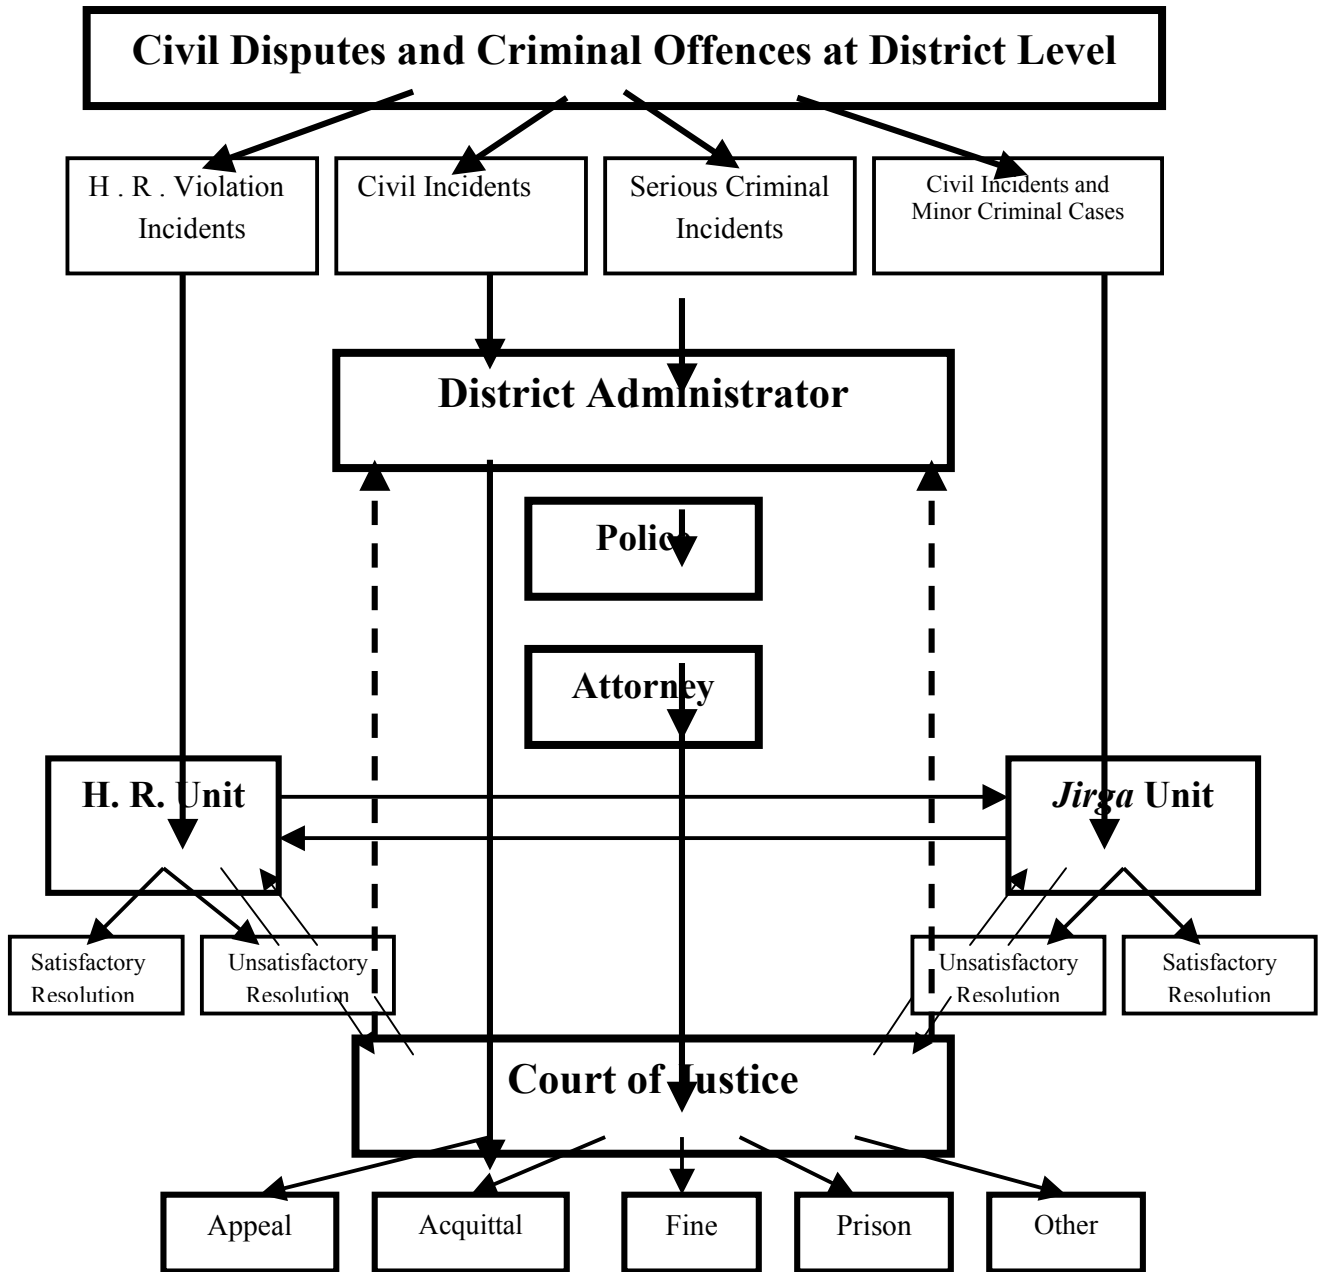 Civil Disputes and Criminal Offences at District Level
H . R . Violation
Incidents
Civil Incidents
Serious Criminal
Incidents
Civil Incidents and
Minor Criminal Cases
District Administrator
Police
Attorney
H. R. Unit
Jirga Unit
Satisfactory
Resolution
Unsatisfactory
Resolution
Unsatisfactory
Resolution
Satisfactory
Resolution
Court of Justice
Appeal
Acquittal
Fine
Prison
Other